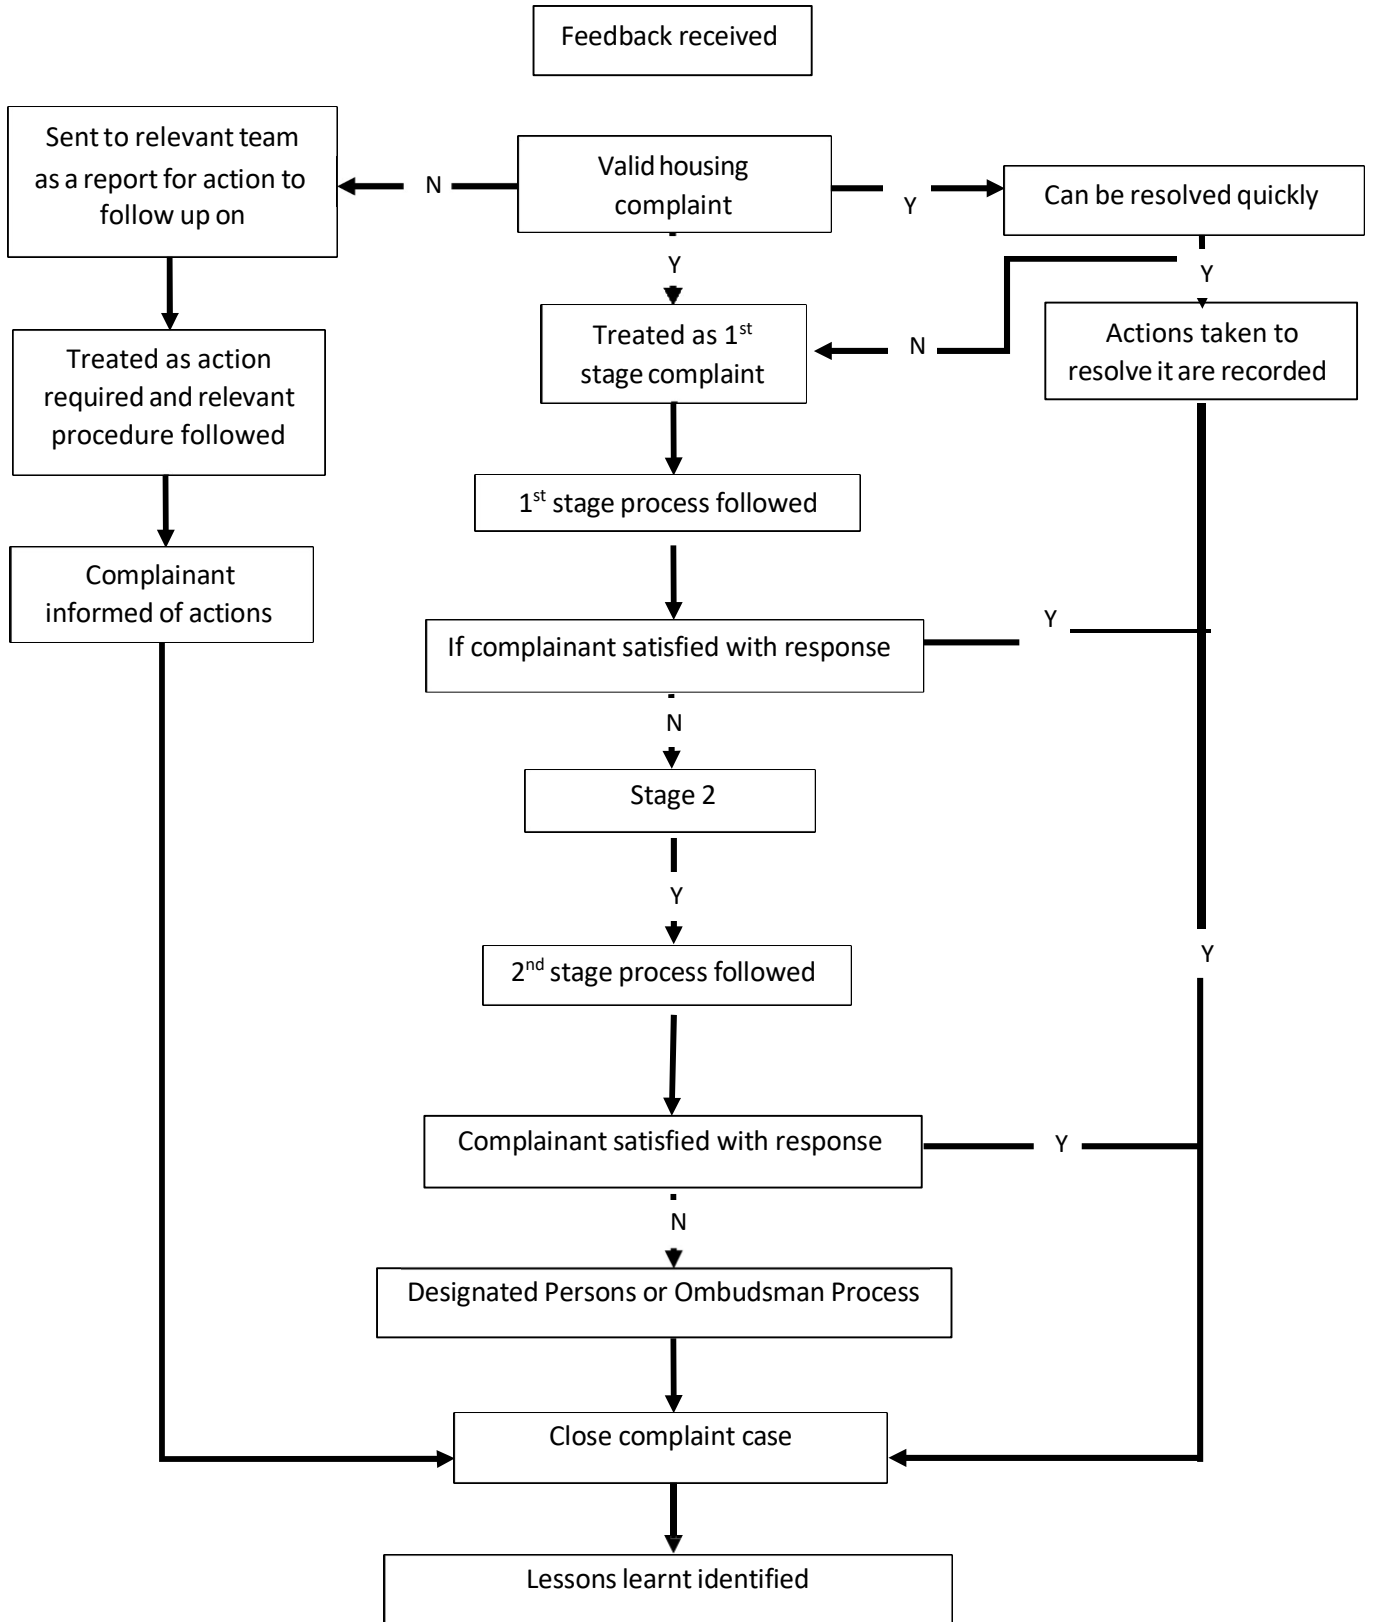 Feedback received
Sent to relevant team
as a report for action to
follow up on
N
Valid housing
complaint
Y
Can be resolved quickly
Y
Y
Treated as 1st
stage complaint
N
Actions taken to
resolve it are recorded
Treated as action
required and relevant
procedure followed
1st stage process followed
Complainant
informed of actions
If complainant satisfied with response
Y
N
Stage 2
Y
2nd stage process followed
Y
Complainant satisfied with response
Y
N
Designated Persons or Ombudsman Process
Close complaint case
Lessons learnt identified